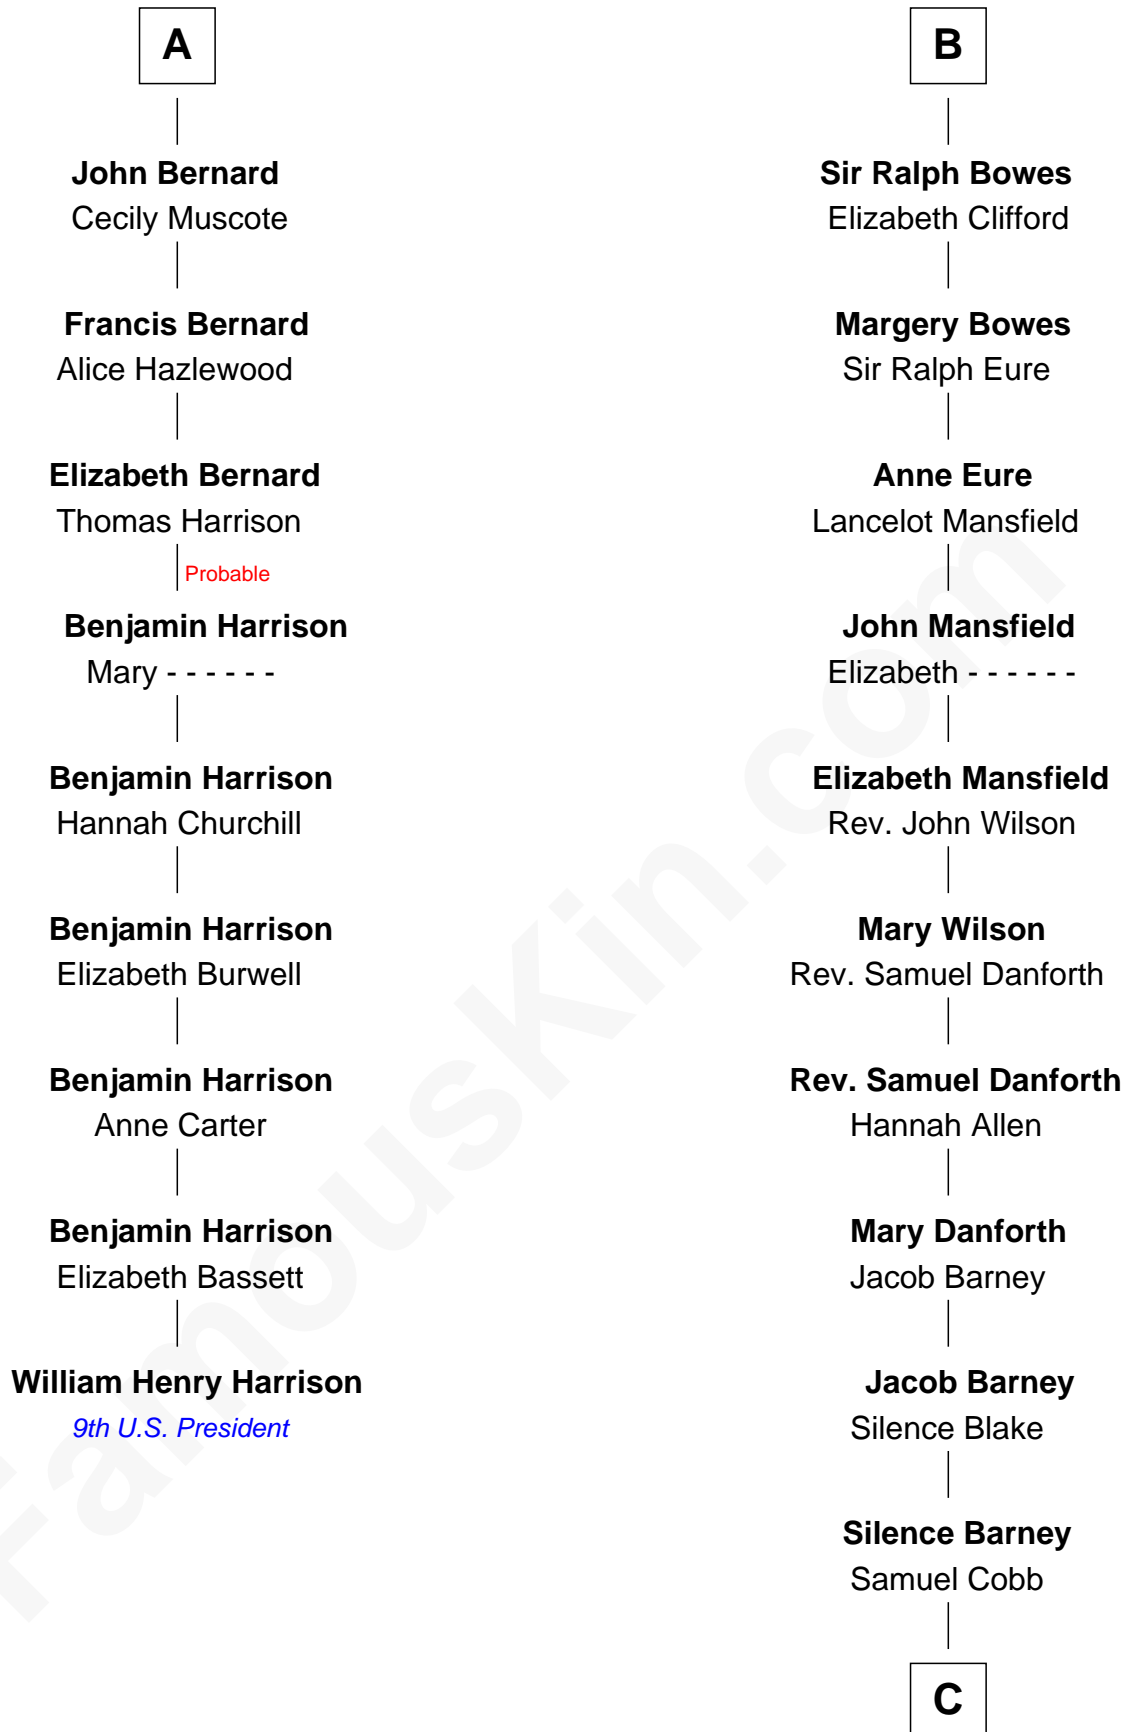 A
John Bernard
Cecily Muscote
Francis Bernard
Alice Hazlewood
Elizabeth Bernard
Thomas Harrison
Probable
Benjamin Harrison
Mary - - - - - -
Benjamin Harrison
Hannah Churchill
Benjamin Harrison
Elizabeth Burwell
Benjamin Harrison
Anne Carter
Benjamin Harrison
Elizabeth Bassett
William Henry Harrison
9th U.S. President
B
Sir Ralph Bowes
Elizabeth Clifford
Margery Bowes
Sir Ralph Eure
Anne Eure
Lancelot Mansfield
John Mansfield
Elizabeth - - - - - -
Elizabeth Mansfield
Rev. John Wilson
Mary Wilson
Rev. Samuel Danforth
Rev. Samuel Danforth
Hannah Allen
Mary Danforth
Jacob Barney
Jacob Barney
Silence Blake
Silence Barney
Samuel Cobb
C
FamousKin.com